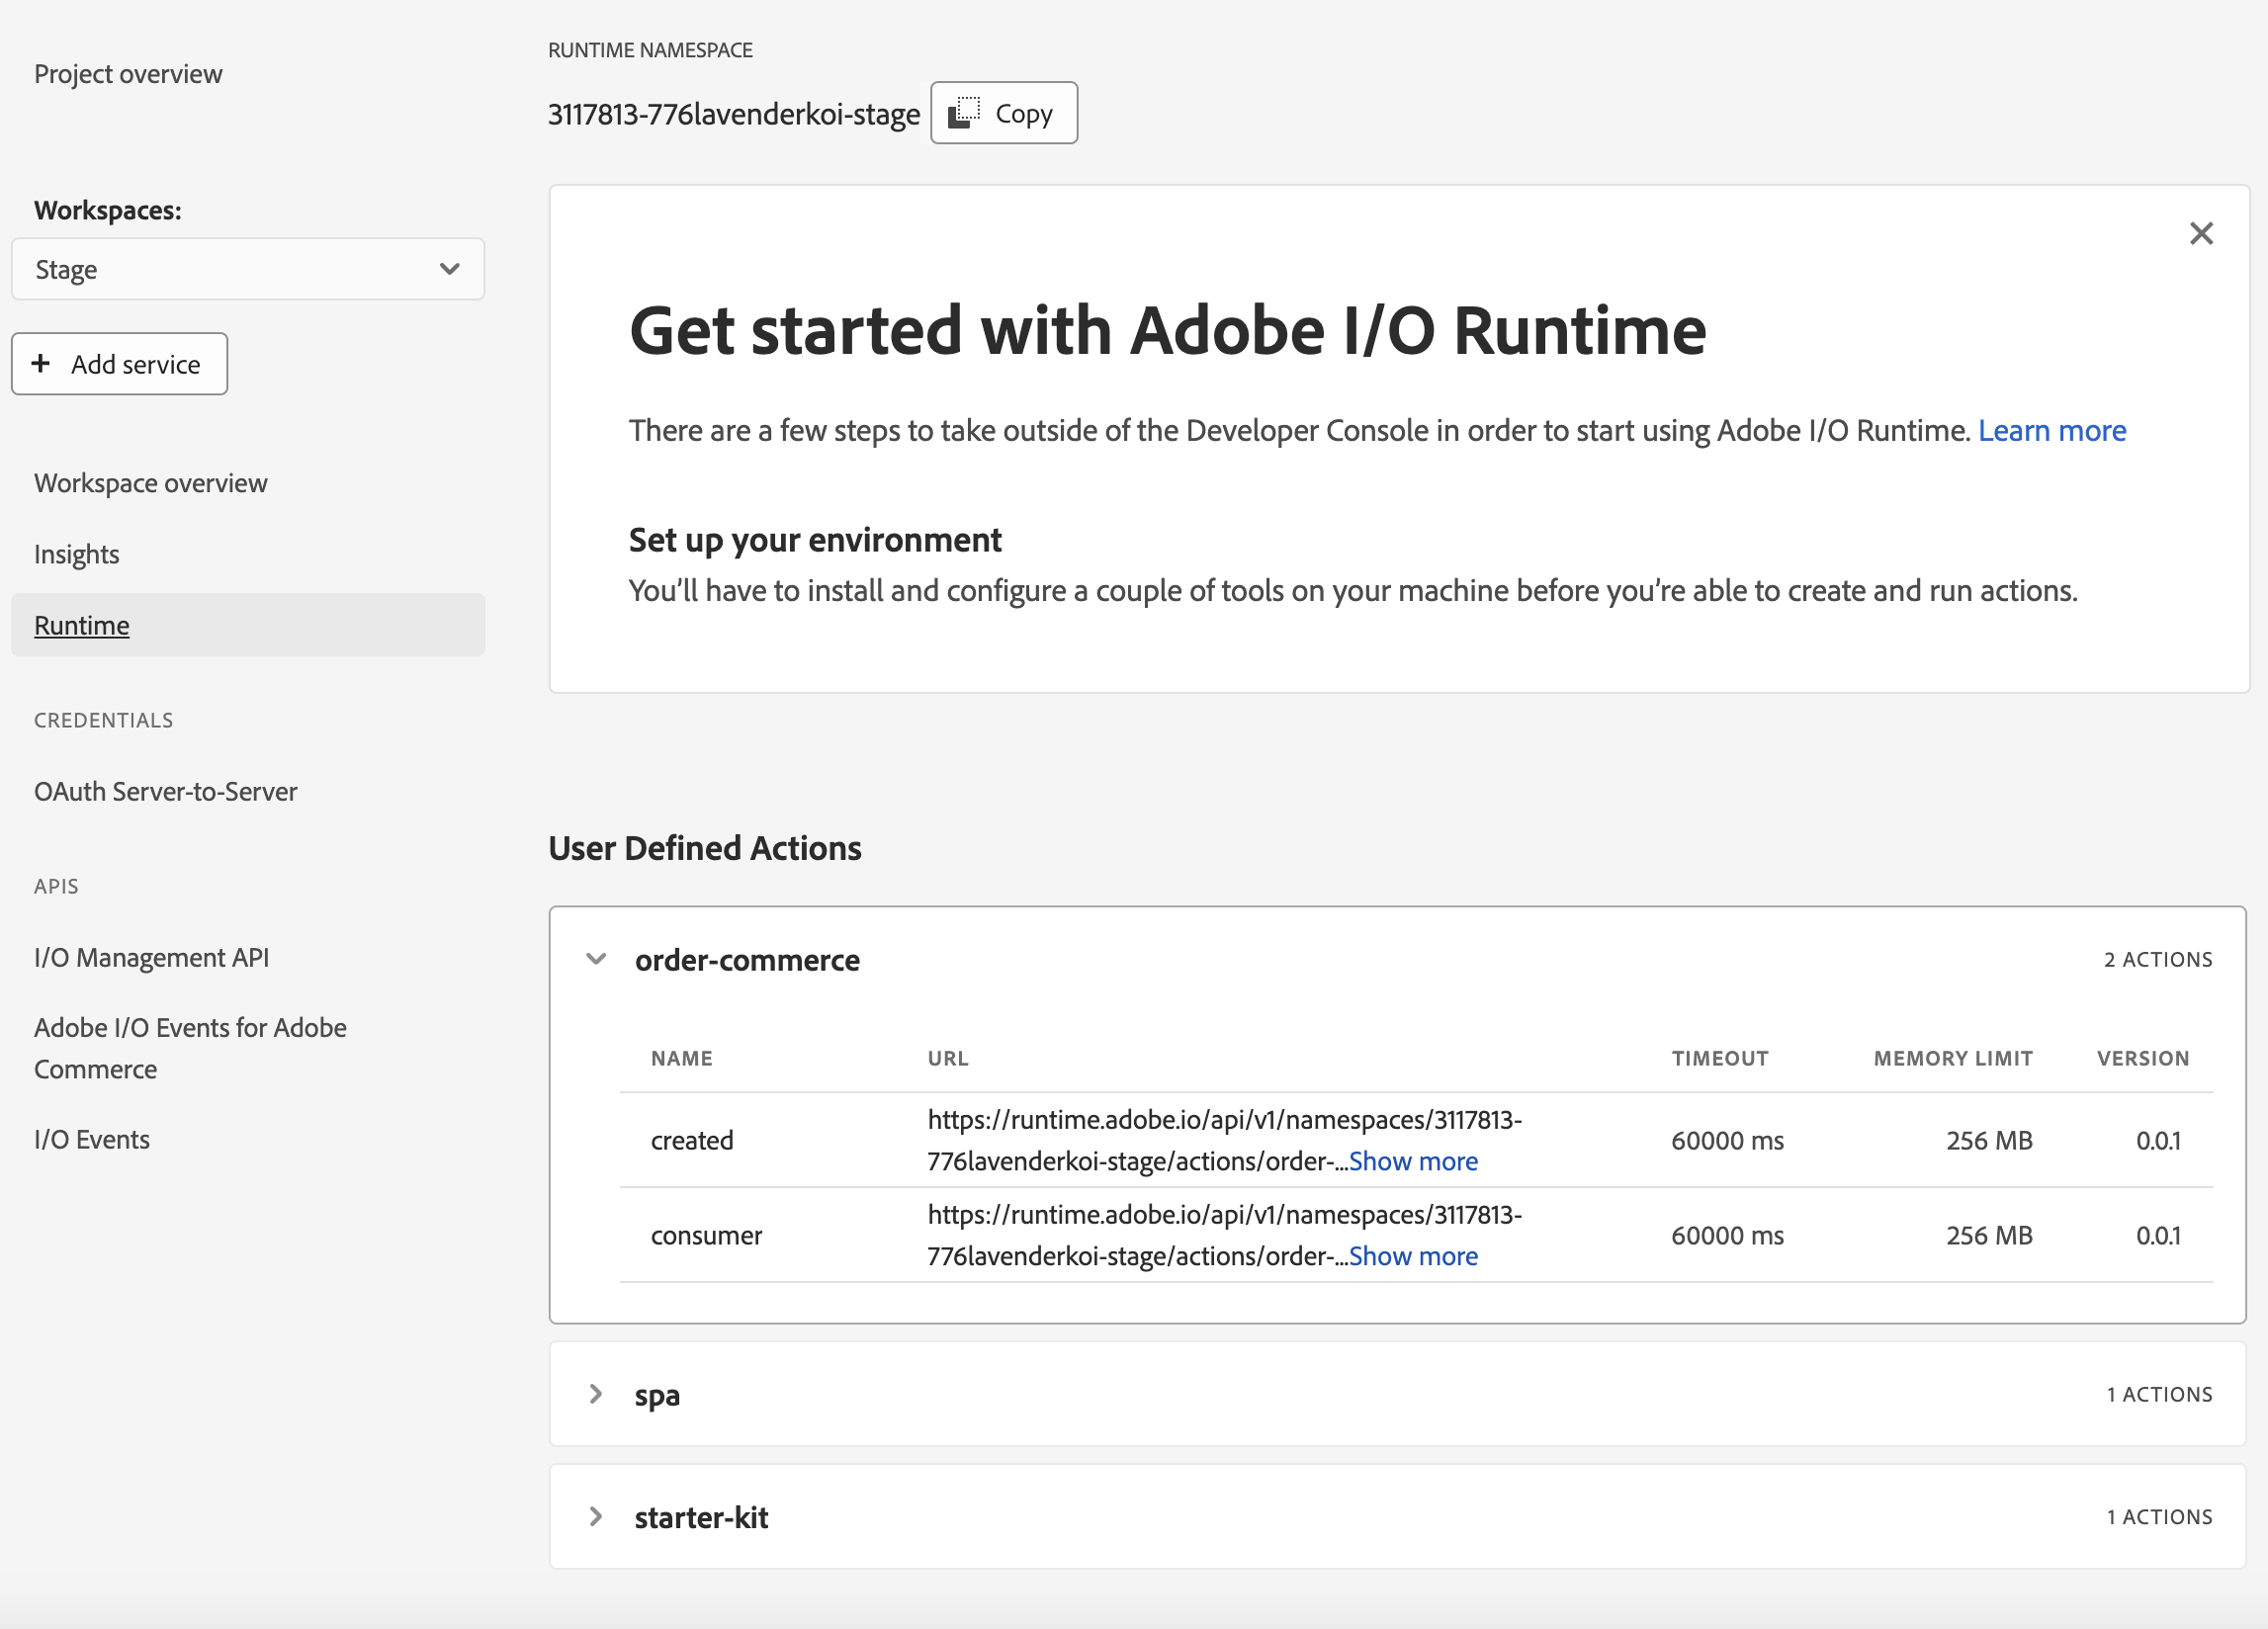 Project overview
Workspaces:
Stage
+ Add service
Workspace overview
Insights
Runtime
CREDENTIALS
OAuth Server-to-Server
APIS
I/O Management API
Adobe I/O Events for Adobe
Commerce
I/O Events
RUNTIME NAMESPACE
3117813-776lavenderkoi-stage Copy
Get started with Adobe I/O Runtime
There are a few steps to take outside of the Developer Console in order to start using Adobe I/O Runtime. Learn more
Set up your environment
You’ll have to install and configure a couple of tools on your machine before you’re able to create and run actions.
User Defined Actions
order-commerce 2 ACTIONS
NAME URL TIMEOUT MEMORY LIMIT VERSION
created https://runtime.adobe.io/api/v1/namespaces/3117813-
776lavenderkoi-stage/actions/order-...Show more 60000 ms 256 MB 0.0.1
consumer https://runtime.adobe.io/api/v1/namespaces/3117813-
776lavenderkoi-stage/actions/order-...Show more 60000 ms 256 MB 0.0.1
spa 1 ACTIONS
starter-kit 1 ACTIONS